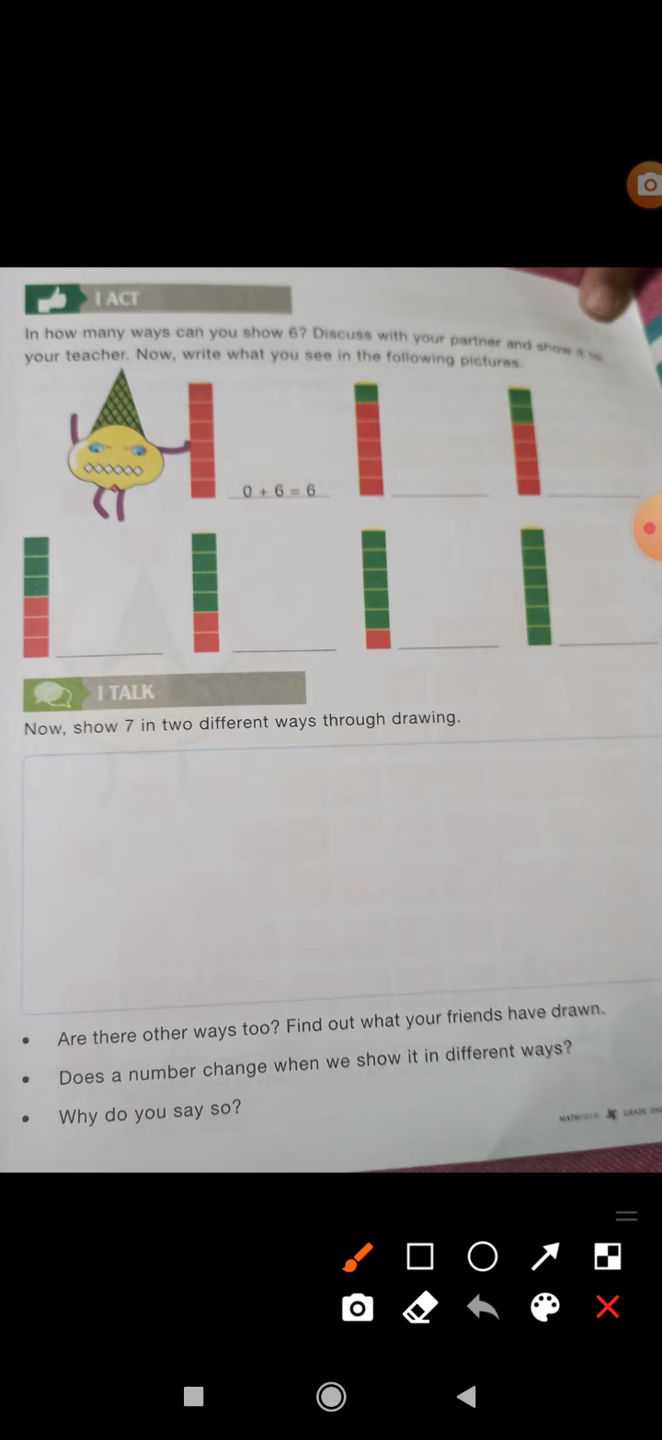 I ACT
In how many ways can you show 6? Discuss with your partner and show it to
your teacher. Now, write what you see in the following pictures.
0 + 6 = 6
I TALK
Now, show 7 in two different ways through drawing.
• Are there other ways too? Find out what your friends have drawn.
• Does a number change when we show it in different ways?
• Why do you say so?
GRADE ONE